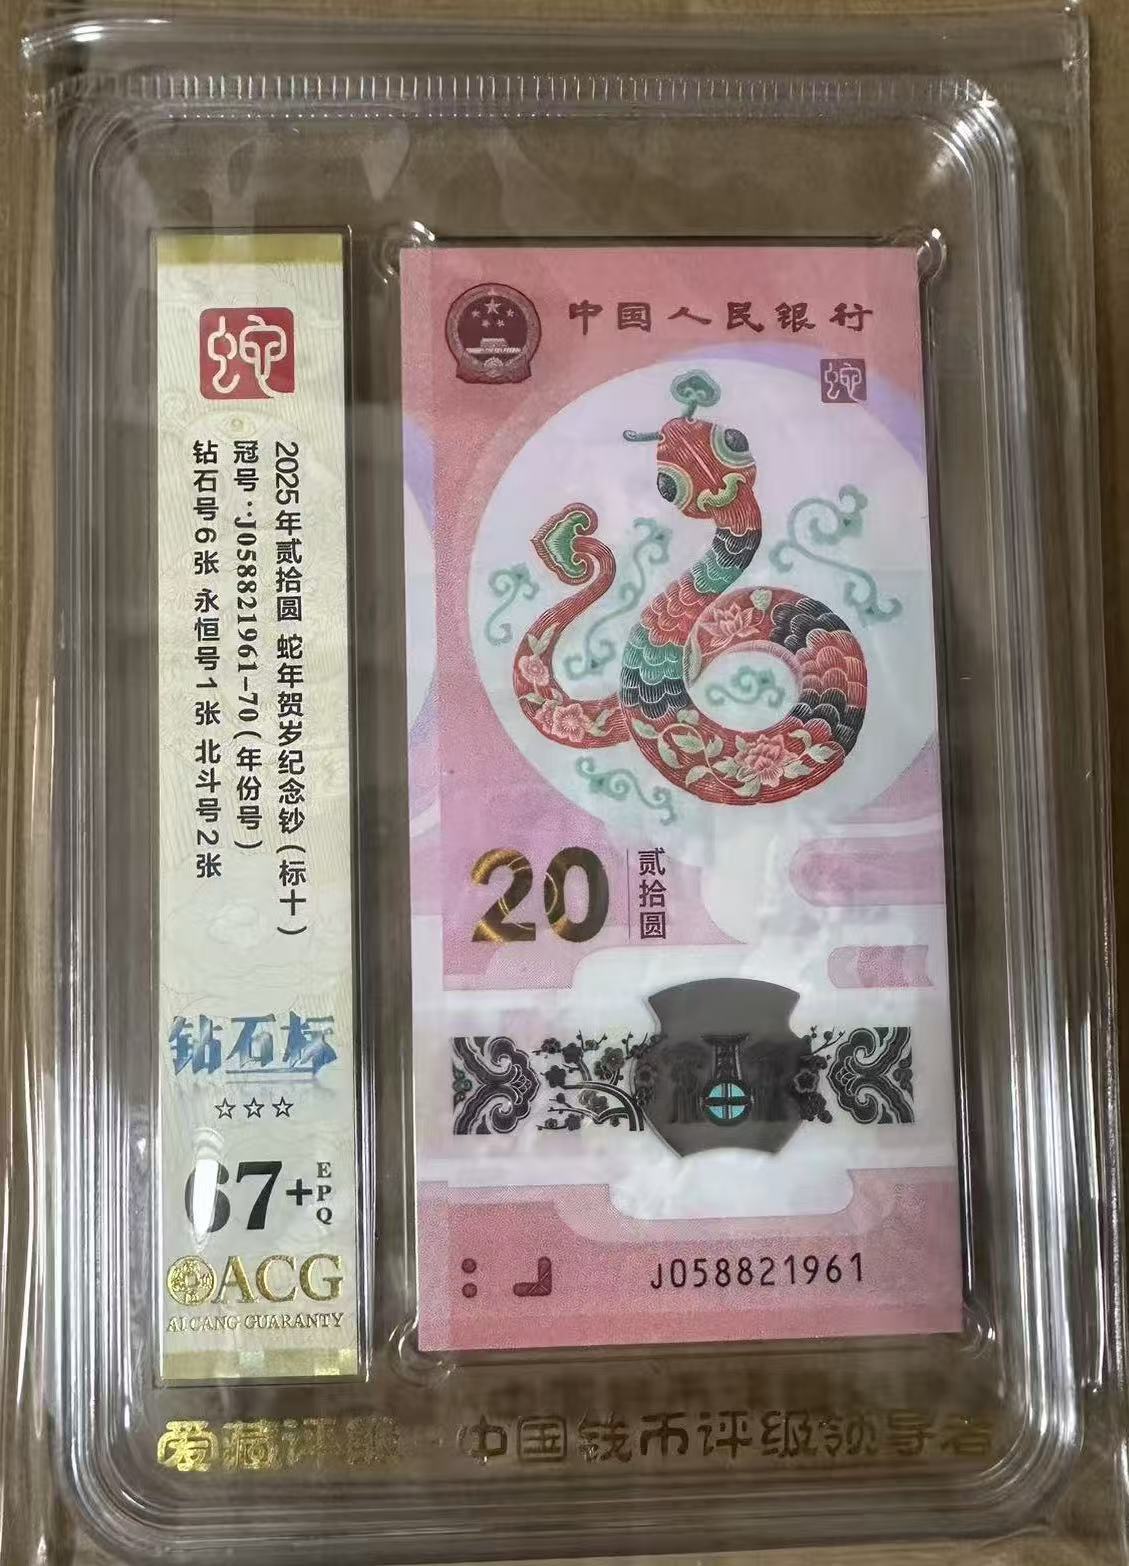 蛇
2025年贰拾圆 蛇年贺岁纪念钞(标十)
冠号:J058821961-70(年份号)
钻石号6张 永恒号1张 北斗号2张
钻石标
☆☆☆
67+EPQ
ACG
AI CANG GUARANTY
中国人民银行
蛇
20
贰拾圆
J058821961
爱藏评级 中国钱币评级领导者